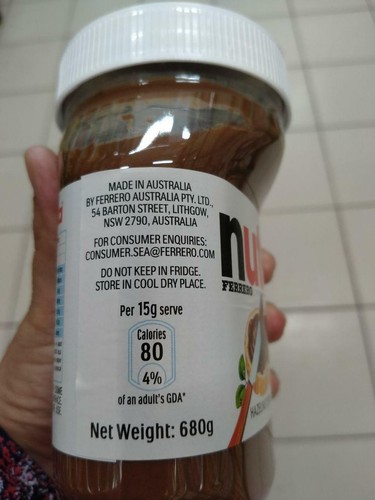 MADE IN AUSTRALIA
BY FERRERO AUSTRALIA PTY. LTD.,
54 BARTON STREET, LITHGOW,
NSW 2790, AUSTRALIA
FOR CONSUMER ENQUIRIES:
CONSUMER.SEA@FERRERO.COM
DO NOT KEEP IN FRIDGE.
STORE IN COOL DRY PLACE.
Per 15g serve
Calories
80
4%
of an adult's GDA*
Net Weight: 680g
nu
FERRERO